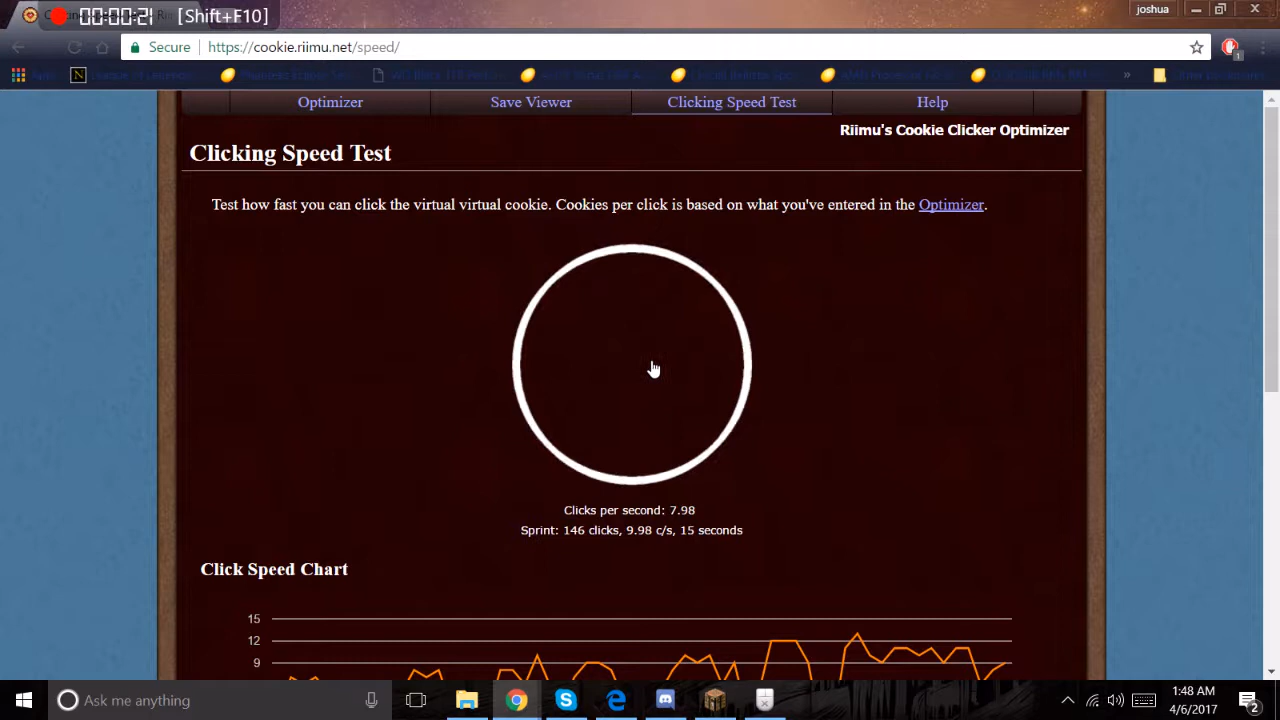 00:00:21 [Shift+F10]
joshua
Secure https://cookie.riimu.net/speed/
1
Optimizer Save Viewer Clicking Speed Test Help
Riimu's Cookie Clicker Optimizer
Clicking Speed Test
Test how fast you can click the virtual virtual cookie. Cookies per click is based on what you've entered in the Optimizer.
Clicks per second: 7.98
Sprint: 146 clicks, 9.98 c/s, 15 seconds
Click Speed Chart
15
12
9
Ask me anything
1:48 AM
4/6/2017
2